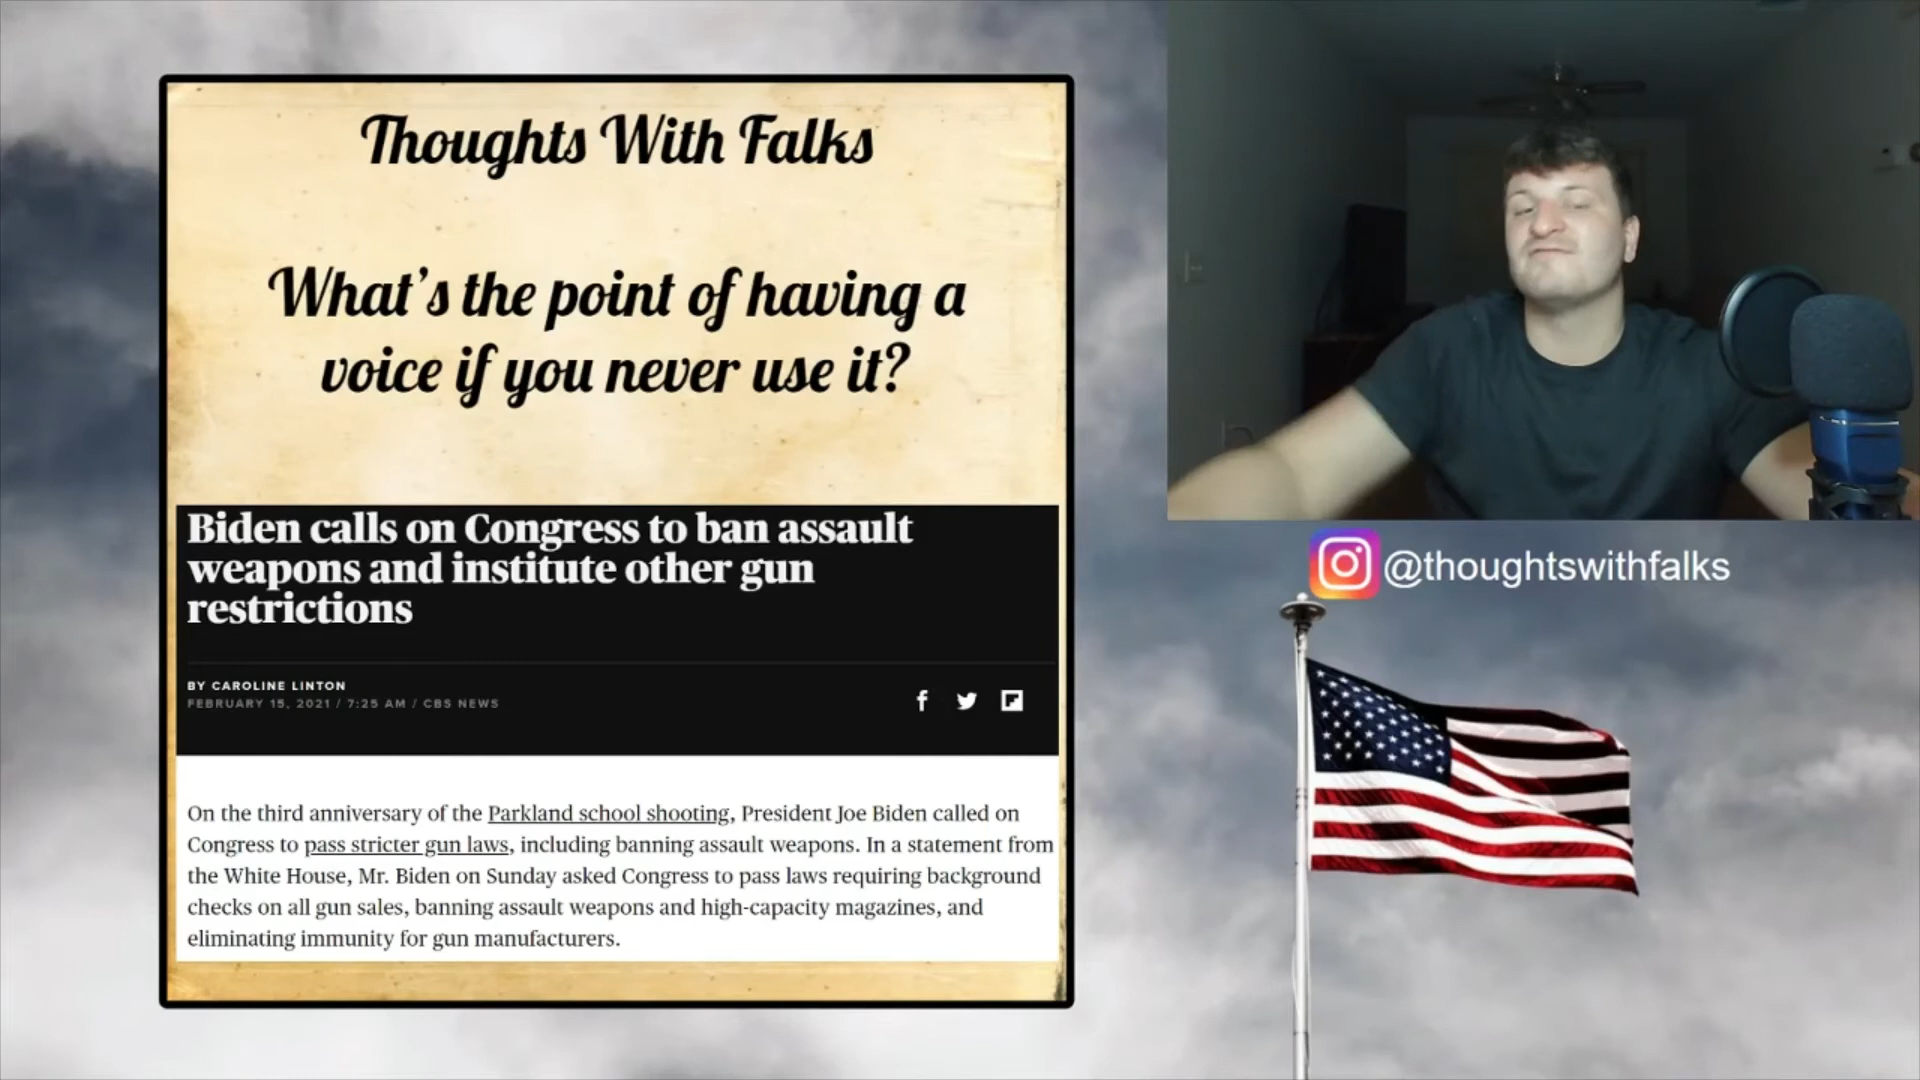 Thoughts With Falks
What's the point of having a
voice if you never use it?
Biden calls on Congress to ban assault
weapons and institute other gun
restrictions
BY CAROLINE LINTON
FEBRUARY 15, 2021 / 7:25 AM / CBS NEWS
On the third anniversary of the Parkland school shooting, President Joe Biden called on
Congress to pass stricter gun laws, including banning assault weapons. In a statement from
the White House, Mr. Biden on Sunday asked Congress to pass laws requiring background
checks on all gun sales, banning assault weapons and high-capacity magazines, and
eliminating immunity for gun manufacturers.
@thoughtswithfalks